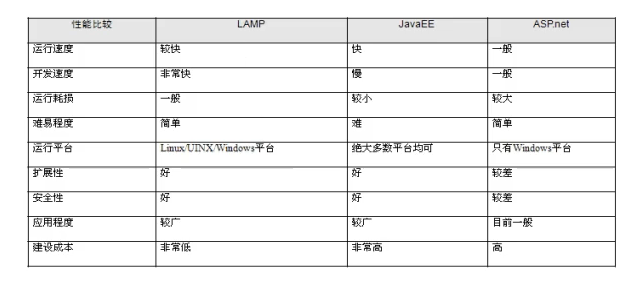 性能比较 LAMP JavaEE ASP.net
运行速度 较快 快 一般
开发速度 非常快 慢 一般
运行耗损 一般 较小 较大
难易程度 简单 难 简单
运行平台 Linux/UINX/Windows平台 绝大多数平台均可 只有Windows平台
扩展性 好 好 较差
安全性 好 好 较差
应用程度 较广 较广 目前一般
建设成本 非常低 非常高 高